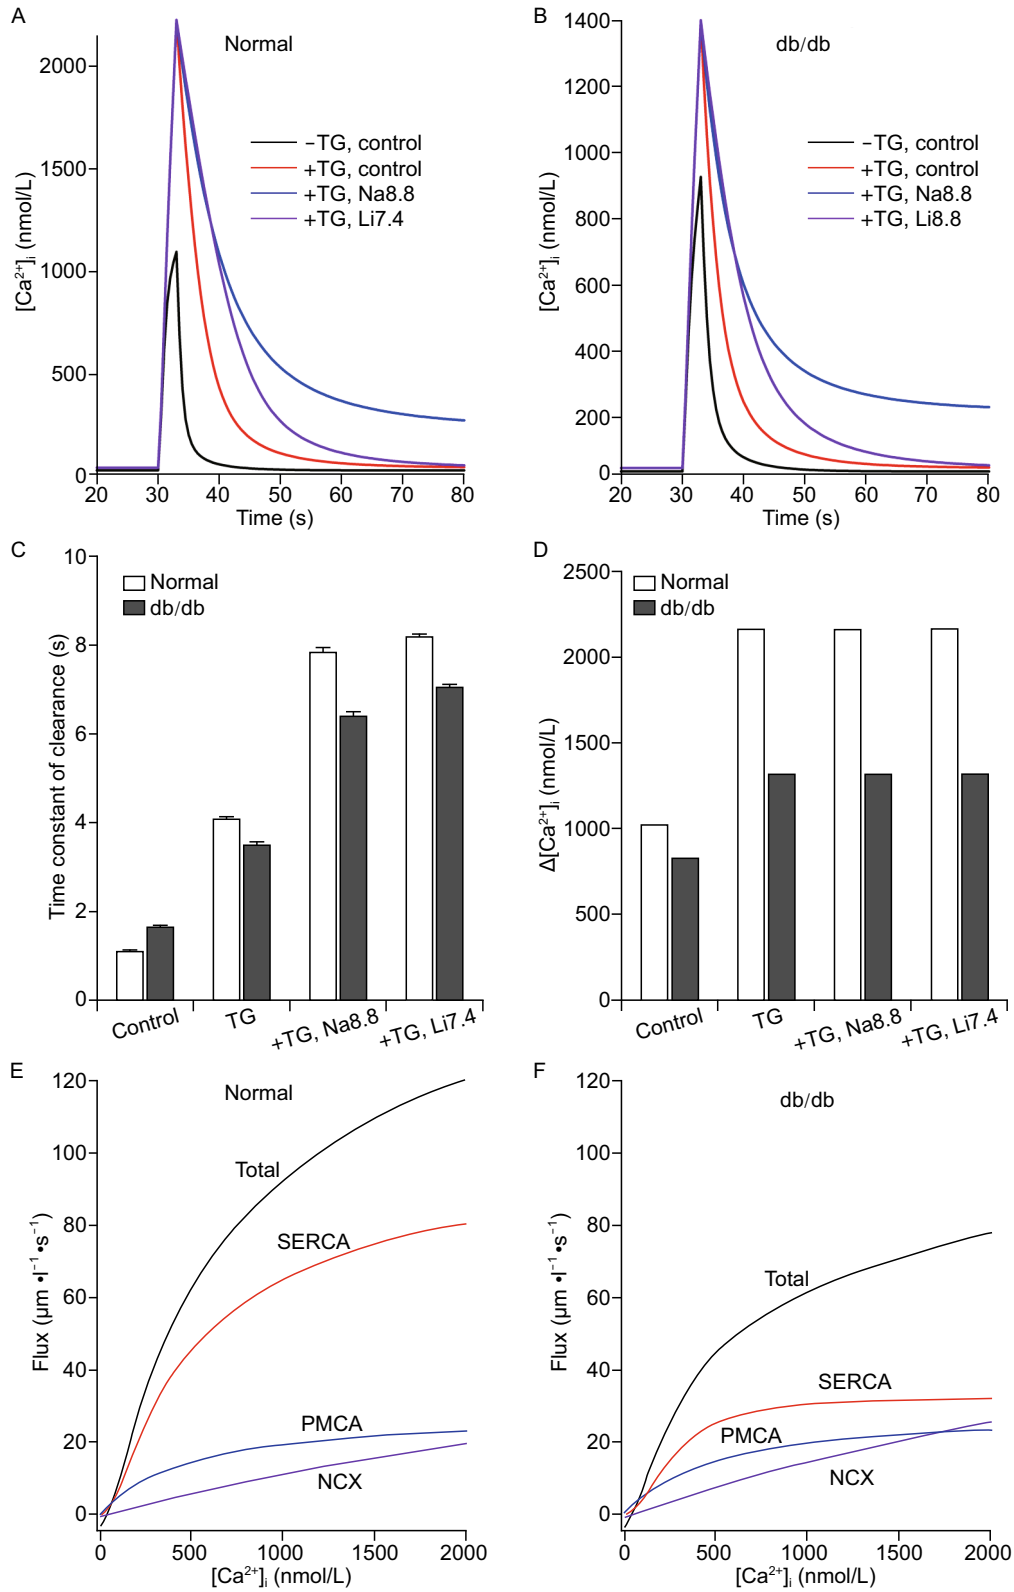 A
Normal
2000
1500
1000
500
0
[Ca²⁺]ᵢ (nmol/L)
−TG, control
+TG, control
+TG, Na8.8
+TG, Li7.4
20 30 40 50 60 70 80
Time (s)
B
db/db
1400
1200
1000
800
600
400
200
0
[Ca²⁺]ᵢ (nmol/L)
−TG, control
+TG, control
+TG, Na8.8
+TG, Li8.8
20 30 40 50 60 70 80
Time (s)
C
10
8
6
4
2
0
Time constant of clearance (s)
Normal
db/db
Control TG +TG, Na8.8 +TG, Li7.4
D
2500
2000
1500
1000
500
0
Δ[Ca²⁺]ᵢ (nmol/L)
Normal
db/db
Control TG +TG, Na8.8 +TG, Li7.4
E
Normal
120
100
80
60
40
20
0
Flux (μm •l⁻¹ •s⁻¹)
Total
SERCA
PMCA
NCX
0 500 1000 1500 2000
[Ca²⁺]ᵢ (nmol/L)
F
db/db
120
100
80
60
40
20
0
Flux (μm •l⁻¹ •s⁻¹)
Total
SERCA
PMCA
NCX
0 500 1000 1500 2000
[Ca²⁺]ᵢ (nmol/L)